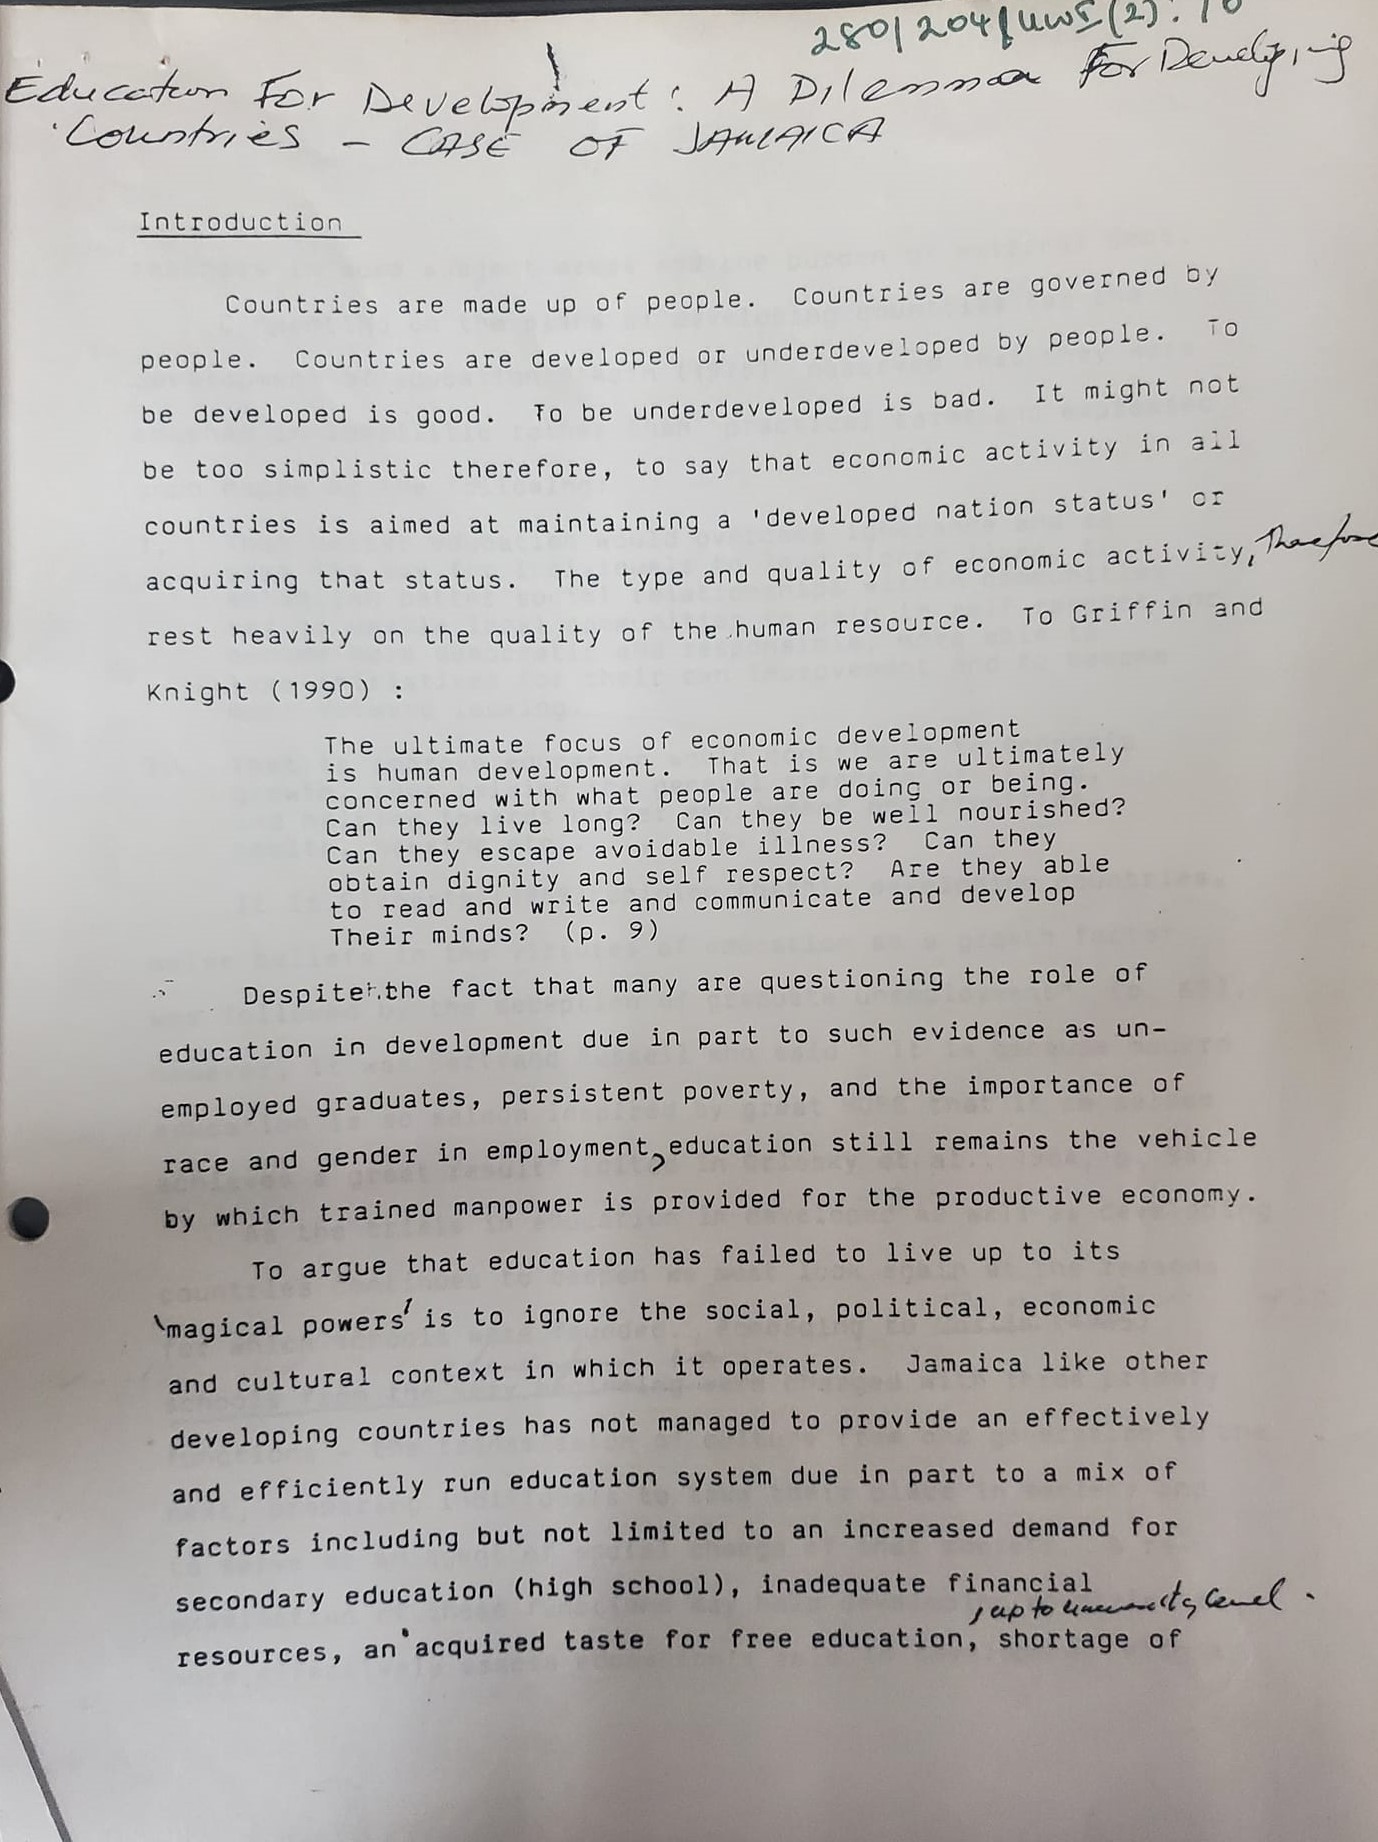 280/204/UWI(2).10
Education For Development: A Dilemma For Developing
Countries - CASE OF JAMAICA
Introduction
Countries are made up of people. Countries are governed by
people. Countries are developed or underdeveloped by people. To
be developed is good. To be underdeveloped is bad. It might not
be too simplistic therefore, to say that economic activity in all
countries is aimed at maintaining a 'developed nation status' or
acquiring that status. The type and quality of economic activity, therefore
rest heavily on the quality of the human resource. To Griffin and
Knight (1990) :
The ultimate focus of economic development
is human development. That is we are ultimately
concerned with what people are doing or being.
Can they live long? Can they be well nourished?
Can they escape avoidable illness? Can they
obtain dignity and self respect? Are they able
to read and write and communicate and develop
Their minds? (p. 9)
Despite the fact that many are questioning the role of
education in development due in part to such evidence as un-
employed graduates, persistent poverty, and the importance of
race and gender in employment, education still remains the vehicle
by which trained manpower is provided for the productive economy.
To argue that education has failed to live up to its
'magical powers' is to ignore the social, political, economic
and cultural context in which it operates. Jamaica like other
developing countries has not managed to provide an effectively
and efficiently run education system due in part to a mix of
factors including but not limited to an increased demand for
secondary education (high school), inadequate financial
, up to university level.
resources, an acquired taste for free education, shortage of